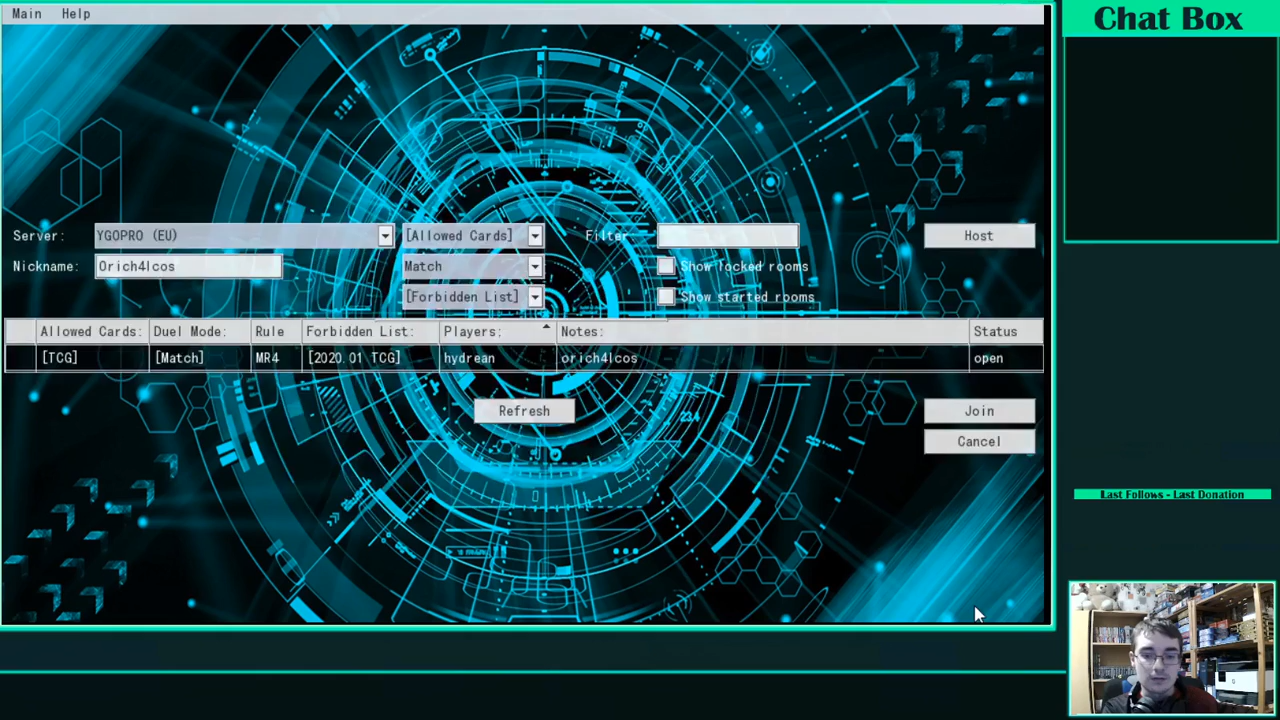 Main Help
Chat Box
Server: YGOPRO (EU) [Allowed Cards] Filter Host
Nickname: Orich4lcos Match Show locked rooms
[Forbidden List] Show started rooms
Allowed Cards: Duel Mode: Rule Forbidden List: Players: Notes: Status
[TCG] [Match] MR4 [2020.01 TCG] hydrean orich4lcos open
Refresh Join
Cancel
Last Follows - Last Donation